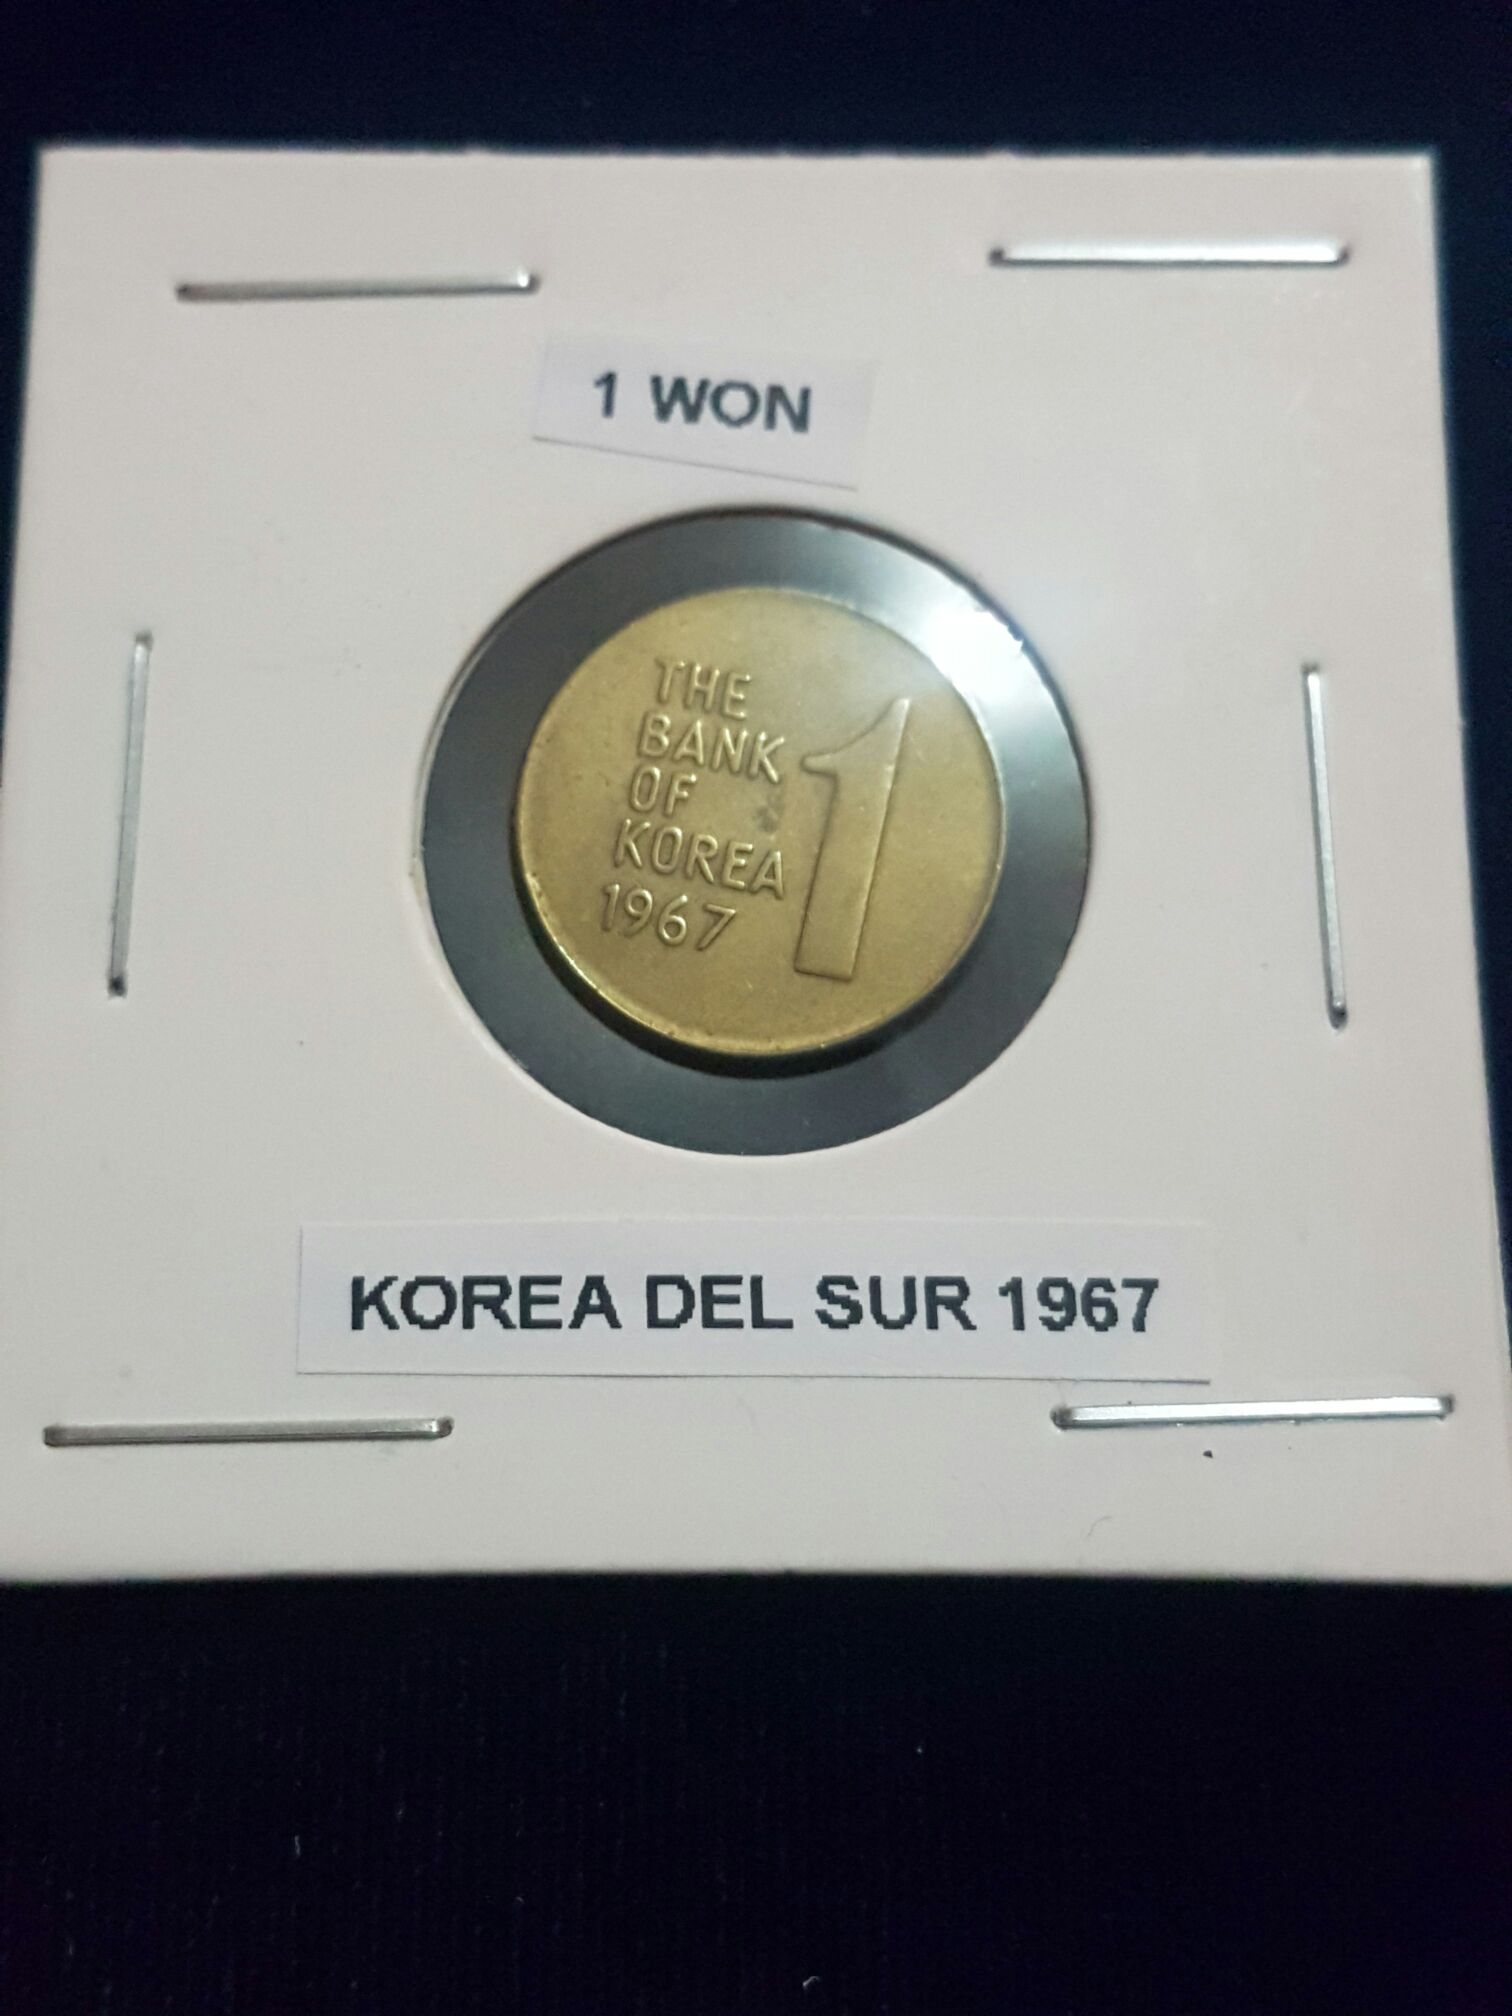 1 WON
THE
BANK
OF
KOREA
1967
1
KOREA DEL SUR 1967